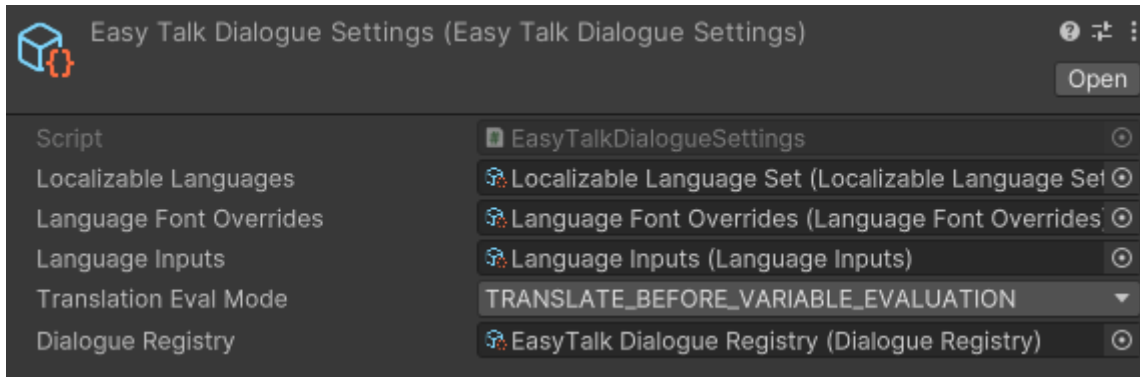 Easy Talk Dialogue Settings (Easy Talk Dialogue Settings)
Open
Script EasyTalkDialogueSettings
Localizable Languages Localizable Language Set (Localizable Language Set
Language Font Overrides Language Font Overrides (Language Font Overrides)
Language Inputs Language Inputs (Language Inputs)
Translation Eval Mode TRANSLATE_BEFORE_VARIABLE_EVALUATION
Dialogue Registry EasyTalk Dialogue Registry (Dialogue Registry)